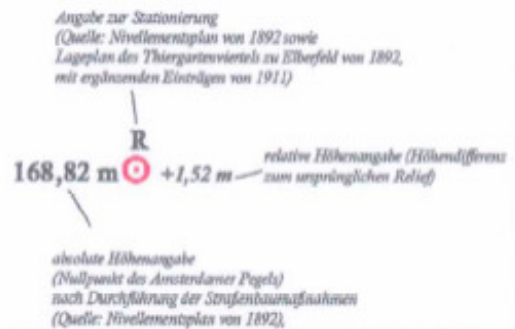 Angabe zur Stationierung
(Quelle: Nivellementsplan von 1892 sowie
Lageplan des Thiergartenviertels zu Elberfeld von 1892,
mit ergänzenden Einträgen von 1911)
R
168,82 m +1,52 m
relative Höhenangabe (Höhendifferenz
zum ursprünglichen Relief)
absolute Höhenangabe
(Nullpunkt des Amsterdamer Pegels)
nach Durchführung der Straßenbaumaßnahmen
(Quelle: Nivellementsplan von 1892),